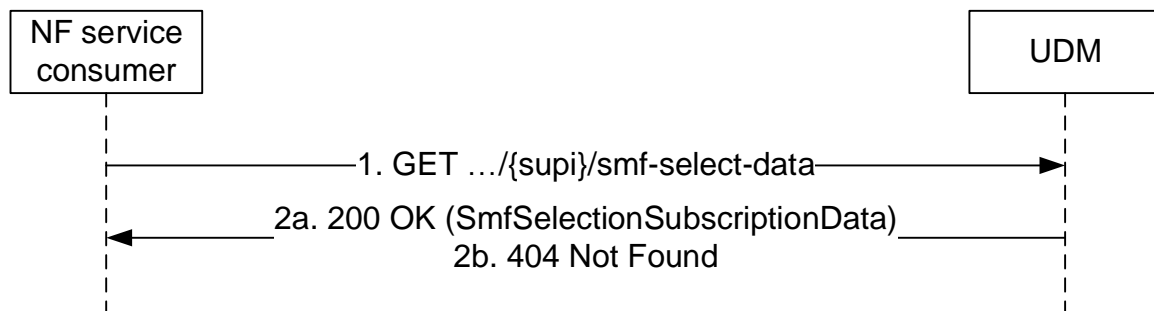 NF service
consumer
UDM
1. GET …/{supi}/smf-select-data
2a. 200 OK (SmfSelectionSubscriptionData)
2b. 404 Not Found